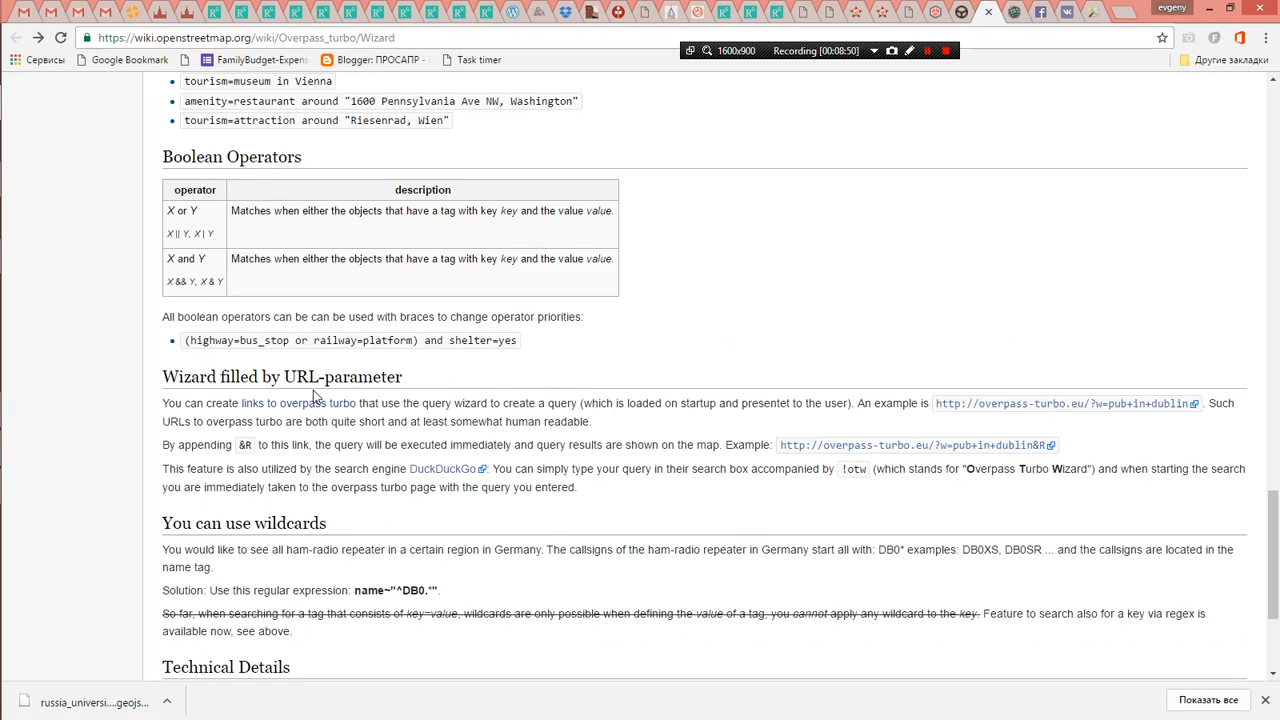 evgeny
https://wiki.openstreetmap.org/wiki/Overpass_turbo/Wizard
1600x900 Recording [00:08:50]
Сервисы Google Bookmark FamilyBudget-Expens Blogger: ПРОСАПР - Task timer Другие закладки
tourism=museum in Vienna
amenity=restaurant around "1600 Pennsylvania Ave NW, Washington"
tourism=attraction around "Riesenrad, Wien"
Boolean Operators
operator description
X or Y Matches when either the objects that have a tag with key key and the value value.
X || Y, X | Y
X and Y Matches when either the objects that have a tag with key key and the value value.
X && Y, X & Y
All boolean operators can be can be used with braces to change operator priorities:
(highway=bus_stop or railway=platform) and shelter=yes
Wizard filled by URL-parameter
You can create links to overpass turbo that use the query wizard to create a query (which is loaded on startup and presentet to the user). An example is http://overpass-turbo.eu/?w=pub+in+dublin. Such
URLs to overpass turbo are both quite short and at least somewhat human readable.
By appending &R to this link, the query will be executed immediately and query results are shown on the map. Example: http://overpass-turbo.eu/?w=pub+in+dublin&R
This feature is also utilized by the search engine DuckDuckGo: You can simply type your query in their search box accompanied by !otw (which stands for "Overpass Turbo Wizard") and when starting the search
you are immediately taken to the overpass turbo page with the query you entered.
You can use wildcards
You would like to see all ham-radio repeater in a certain region in Germany. The callsigns of the ham-radio repeater in Germany start all with: DB0* examples: DB0XS, DB0SR ... and the callsigns are located in the
name tag.
Solution: Use this regular expression: name~"^DB0.*".
So far, when searching for a tag that consists of key=value, wildcards are only possible when defining the value of a tag, you cannot apply any wildcard to the key. Feature to search also for a key via regex is
available now, see above.
Technical Details
russia_universi....geojs... Показать все